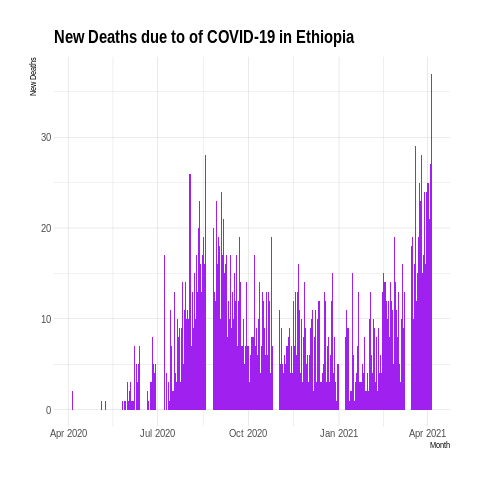 New Deaths due to of COVID-19 in Ethiopia
New Deaths
30
20
10
0
Apr 2020 Jul 2020 Oct 2020 Jan 2021 Apr 2021
Month